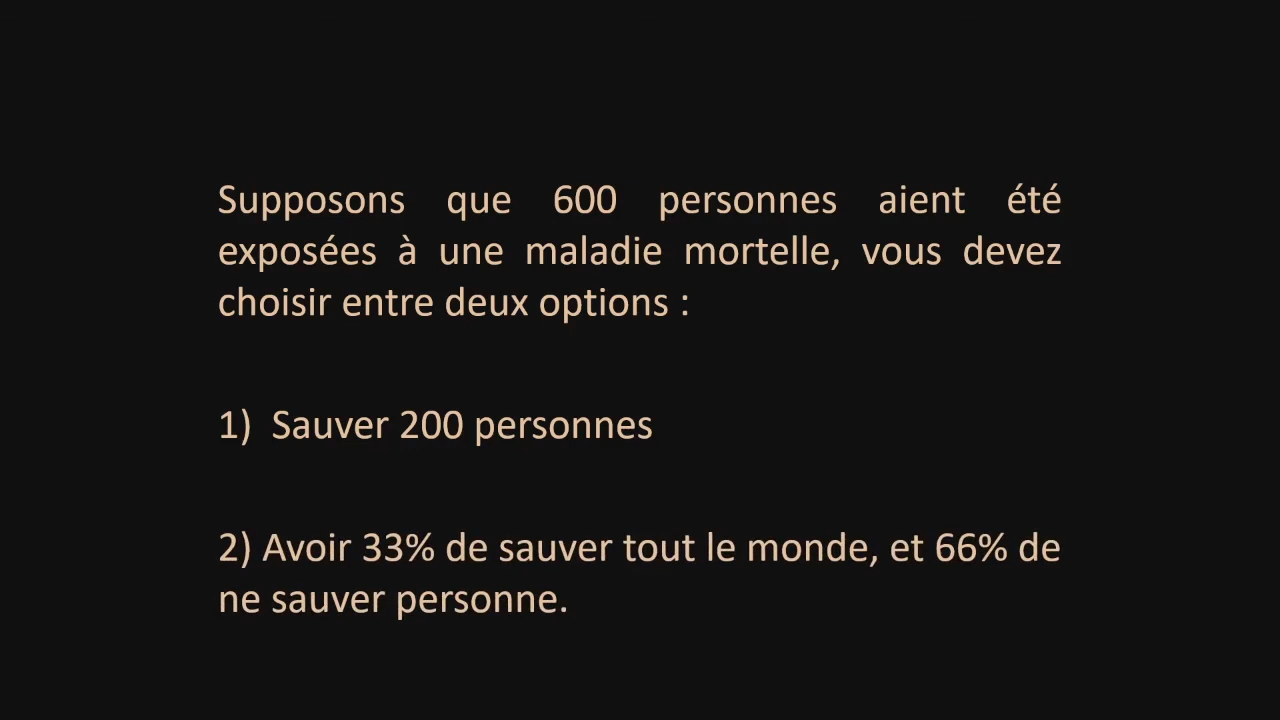 Supposons que 600 personnes aient été
exposées à une maladie mortelle, vous devez
choisir entre deux options :
1) Sauver 200 personnes
2) Avoir 33% de sauver tout le monde, et 66% de
ne sauver personne.